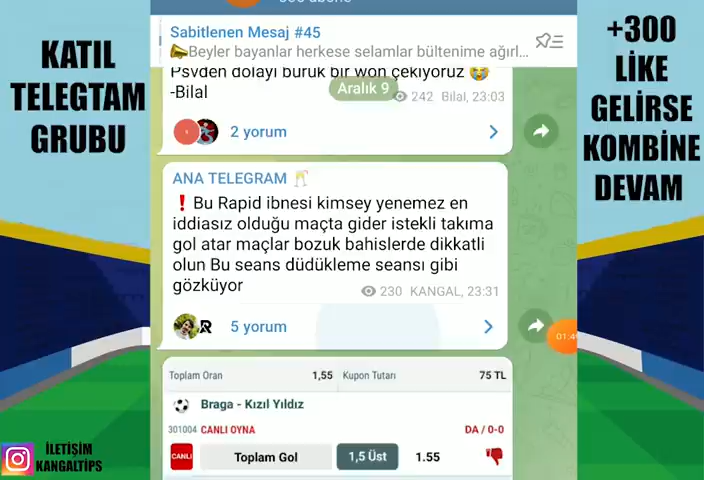 KATIL
TELEGTAM
GRUBU
+300
LİKE
GELİRSE
KOMBİNE
DEVAM
Sabitlenen Mesaj #45
📣Beyler bayanlar herkese selamlar bültenime ağırl...
Psvden dolayı buruk bir won çekiyoruz 😭
-Bilal
242 Bilal, 23:03
Aralık 9
2 yorum
ANA TELEGRAM 🥂
❗Bu Rapid ibnesi kimsey yenemez en
iddiasız olduğu maçta gider istekli takıma
gol atar maçlar bozuk bahislerde dikkatli
olun Bu seans düdükleme seansı gibi
gözküyor
230 KANGAL, 23:31
5 yorum
Toplam Oran 1,55 Kupon Tutarı 75 TL
Braga - Kızıl Yıldız
301004 CANLI OYNA DA / 0-0
CANLI Toplam Gol 1,5 Üst 1.55
İLETİŞİM
KANGALTİPS